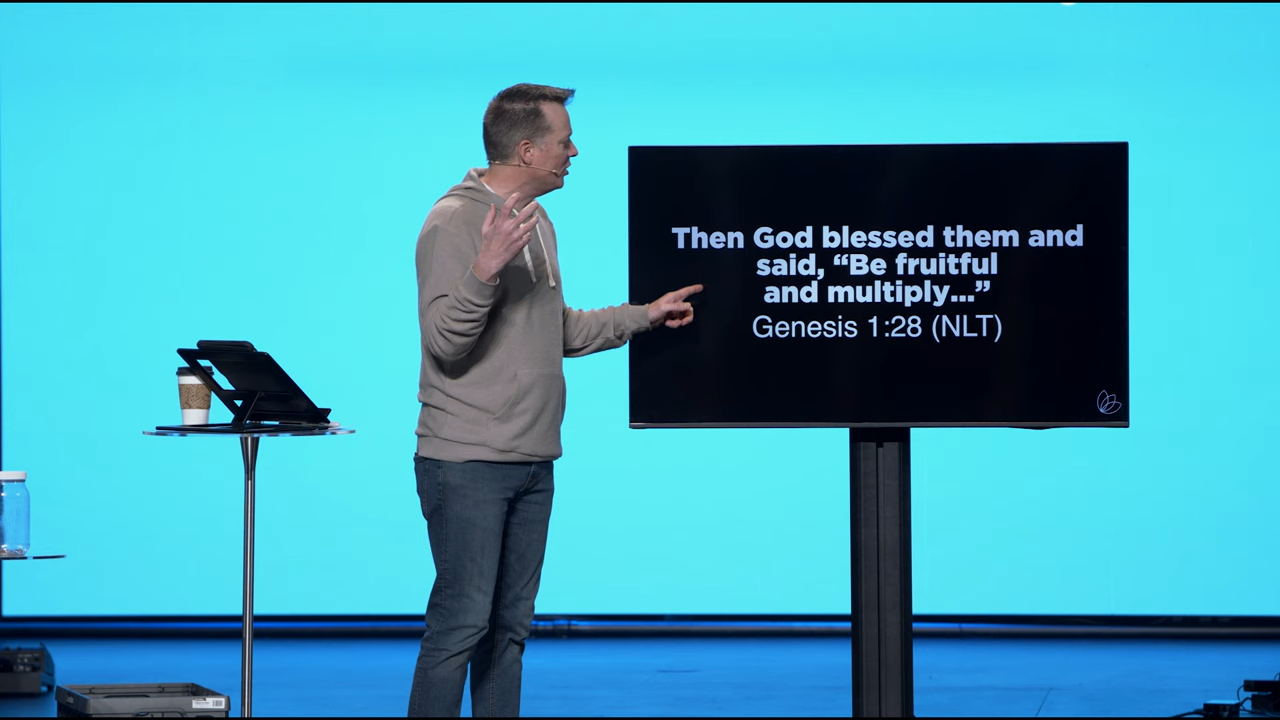 Then God blessed them and
said, “Be fruitful
and multiply...”
Genesis 1:28 (NLT)